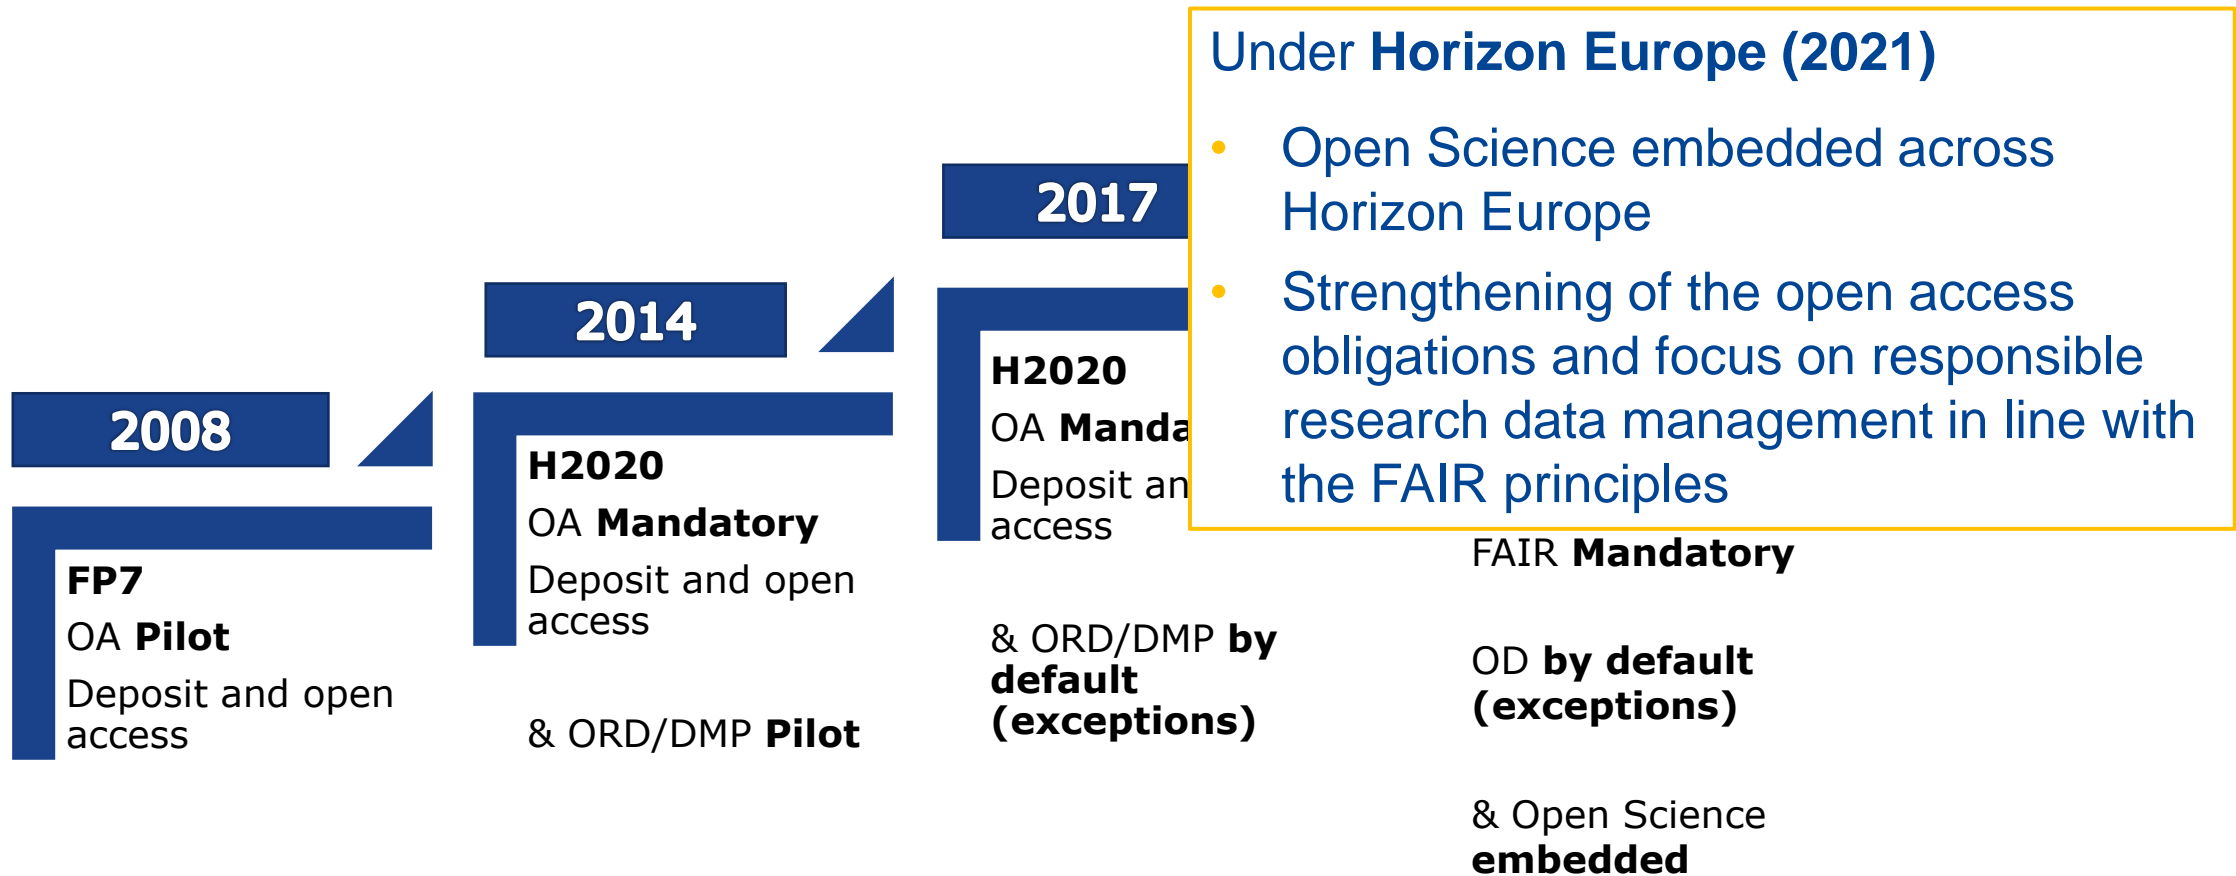 2008
FP7
OA Pilot
Deposit and open
access
2014
H2020
OA Mandatory
Deposit and open
access
& ORD/DMP Pilot
2017
H2020
OA Manda
Deposit an
access
& ORD/DMP by
default
(exceptions)
Under Horizon Europe (2021)
• Open Science embedded across
Horizon Europe
• Strengthening of the open access
obligations and focus on responsible
research data management in line with
the FAIR principles
FAIR Mandatory
OD by default
(exceptions)
& Open Science
embedded